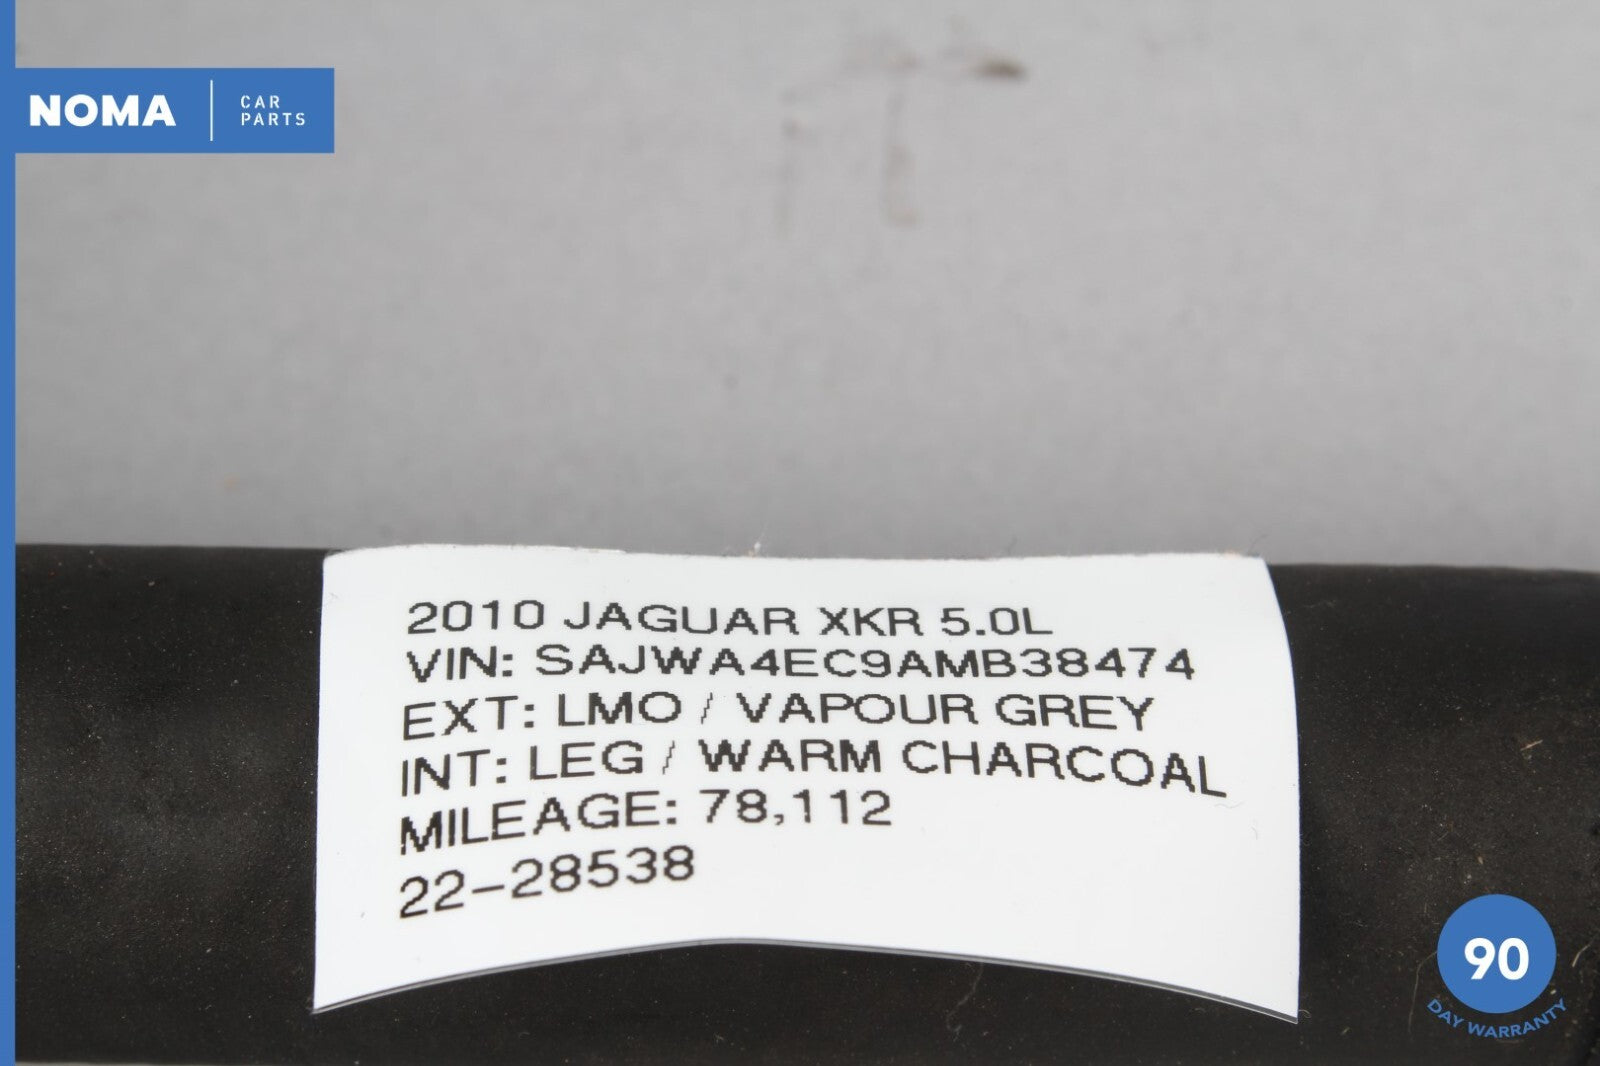 NOMA
CAR
PARTS
2010 JAGUAR XKR 5.0L
VIN: SAJWA4EC9AMB38474
EXT: LMO / VAPOUR GREY
INT: LEG / WARM CHARCOAL
MILEAGE: 78,112
22-28538
90
DAY WARRANTY